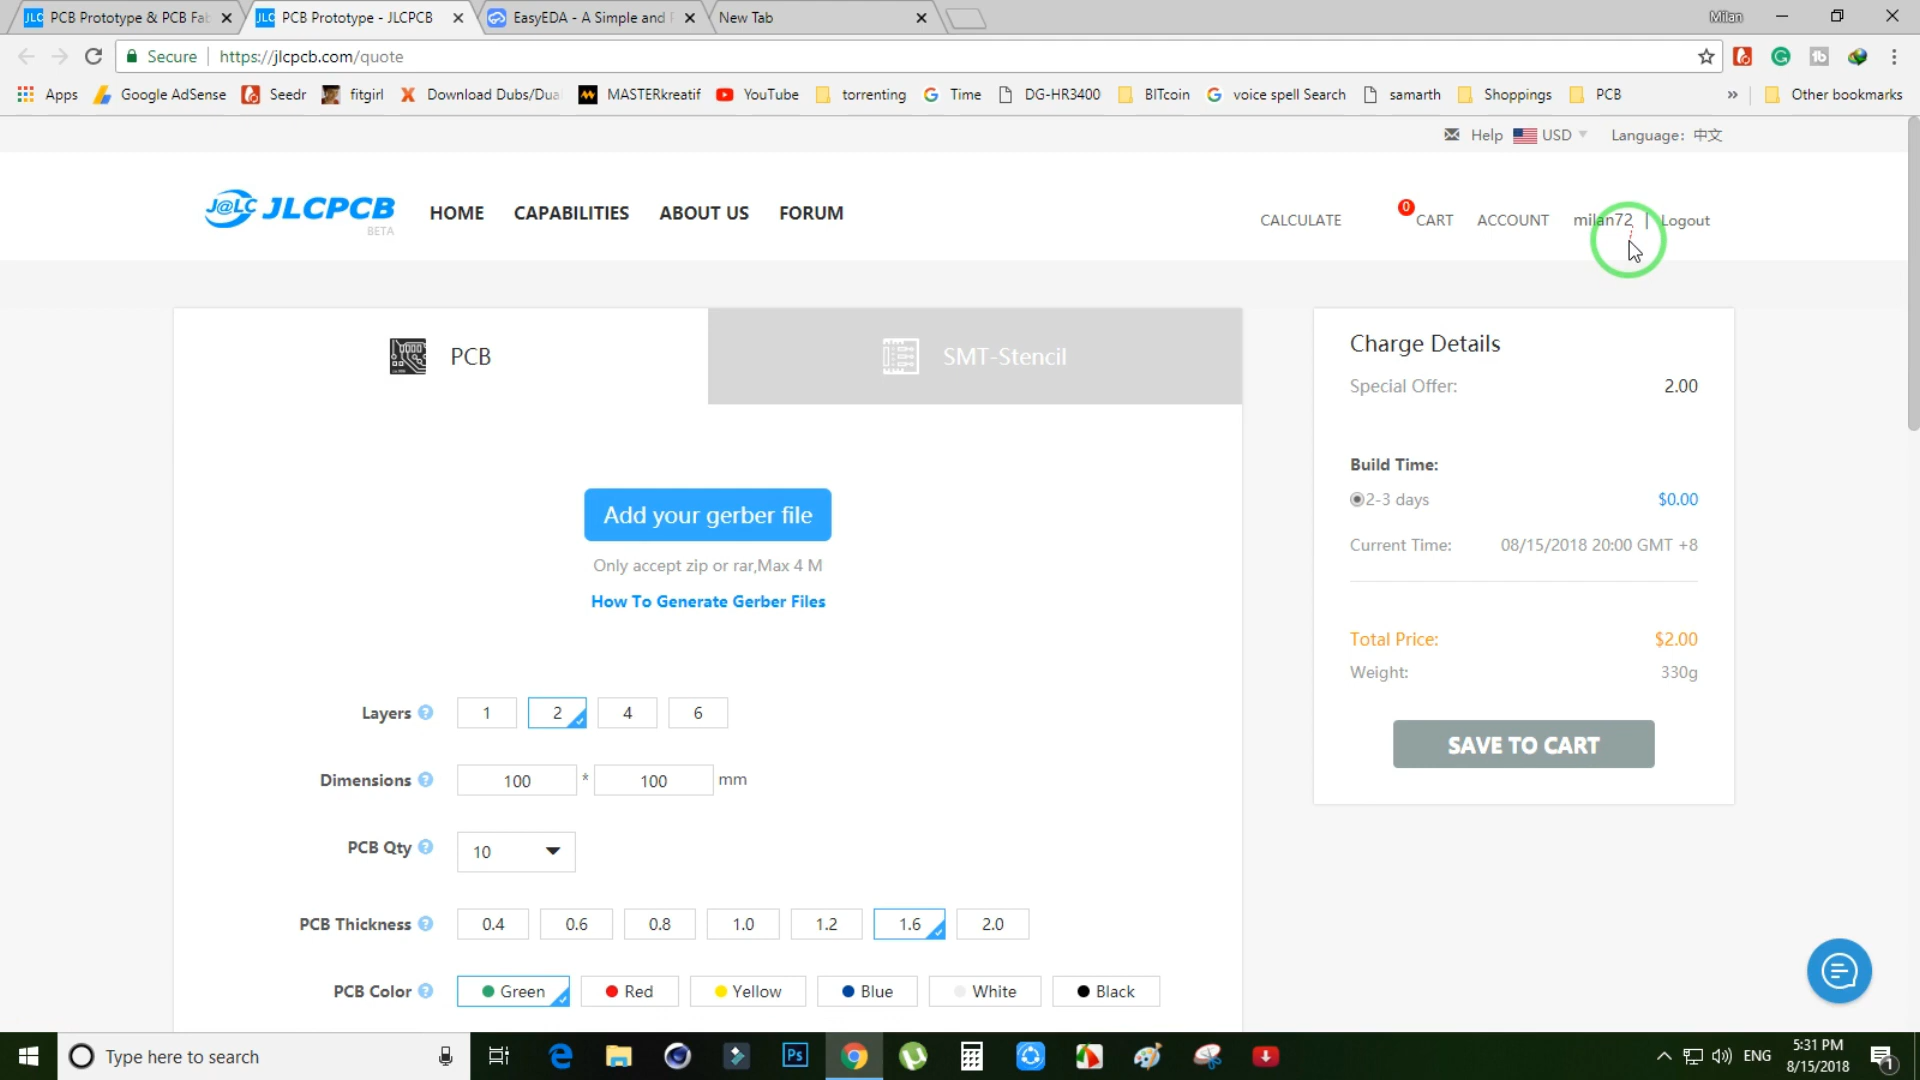 JLC PCB Prototype & PCB Fab
JLC PCB Prototype - JLCPCB
EasyEDA - A Simple and
New Tab
Milan
Secure
https://jlcpcb.com/quote
Apps
Google AdSense
Seedr
fitgirl
Download Dubs/Dua
MASTERkreatif
YouTube
torrenting
Time
DG-HR3400
BITcoin
voice spell Search
samarth
Shoppings
PCB
»
Other bookmarks
Help
USD
Language: 中文
J@LC JLCPCB
BETA
HOME
CAPABILITIES
ABOUT US
FORUM
CALCULATE
0
CART
ACCOUNT
milan72 | Logout
PCB
SMT-Stencil
Add your gerber file
Only accept zip or rar,Max 4 M
How To Generate Gerber Files
Layers ? 1 2 4 6
Dimensions ? 100 * 100 mm
PCB Qty ? 10
PCB Thickness ? 0.4 0.6 0.8 1.0 1.2 1.6 2.0
PCB Color ? Green Red Yellow Blue White Black
Charge Details
Special Offer: 2.00
Build Time:
2-3 days $0.00
Current Time: 08/15/2018 20:00 GMT +8
Total Price: $2.00
Weight: 330g
SAVE TO CART
Type here to search
Ps
ENG
5:31 PM
8/15/2018
1